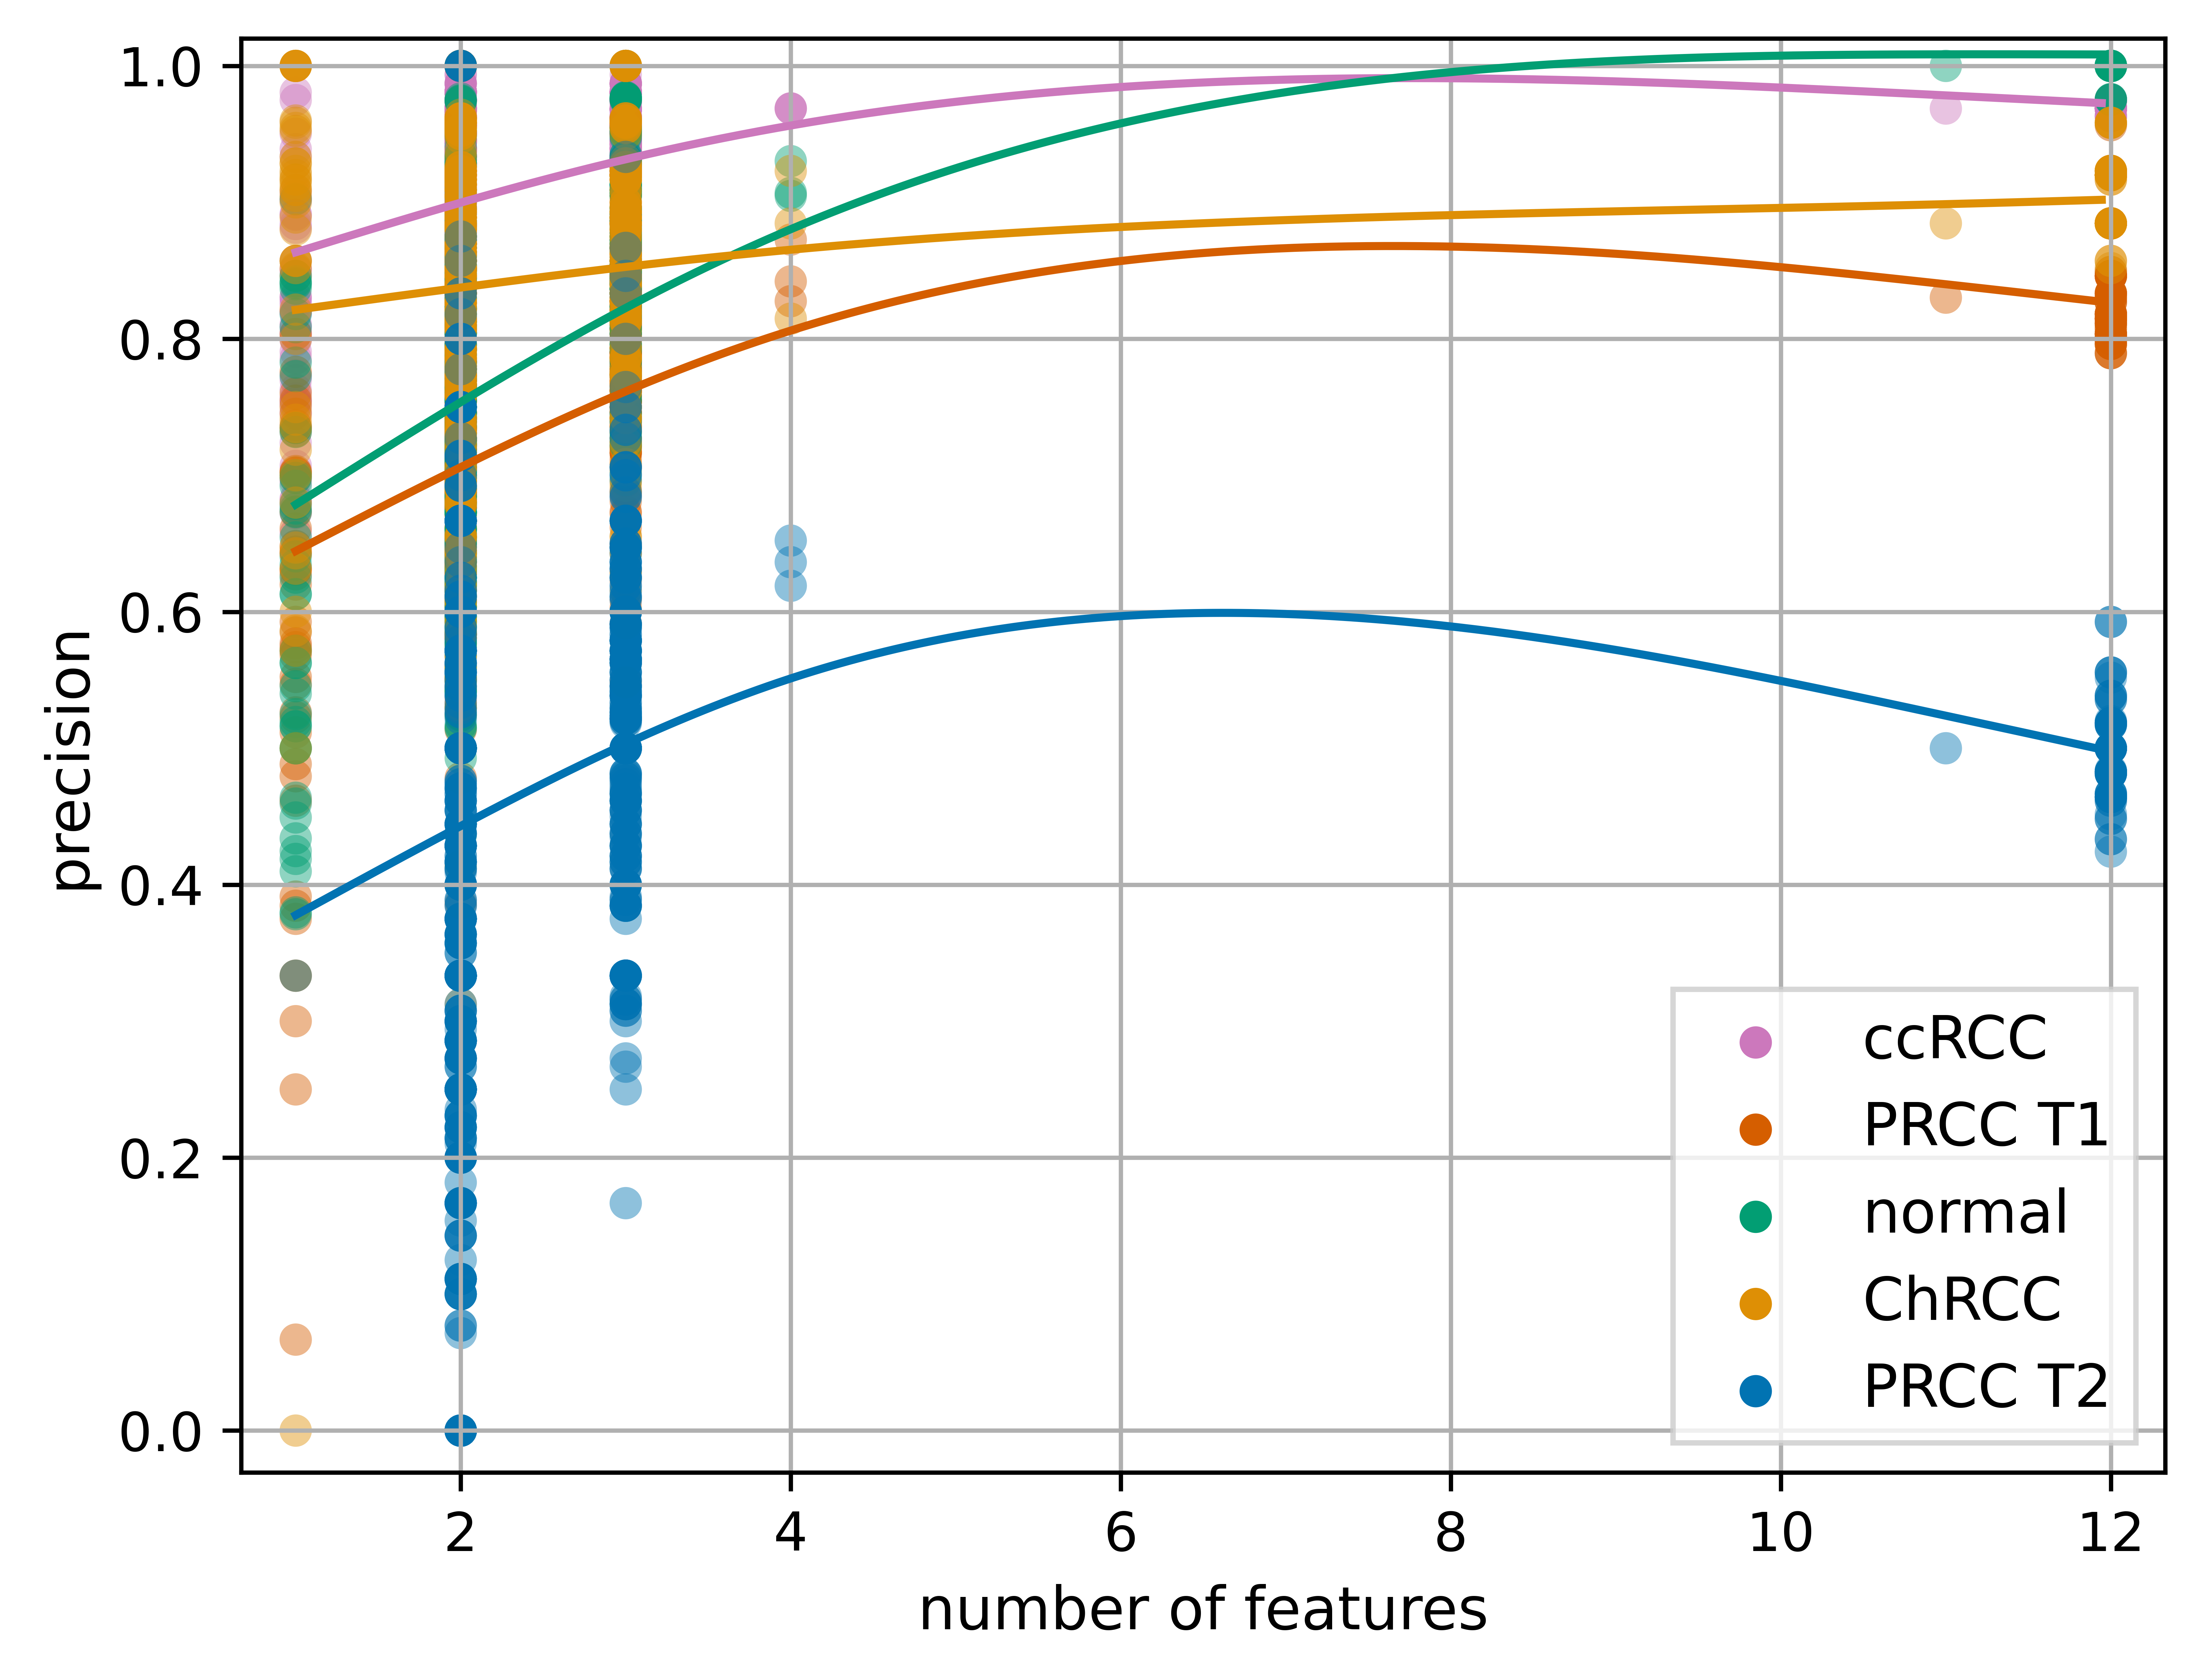 1.0
0.8
0.6
0.4
0.2
0.0
precision
2 4 6 8 10 12
number of features
ccRCC
PRCC T1
normal
ChRCC
PRCC T2